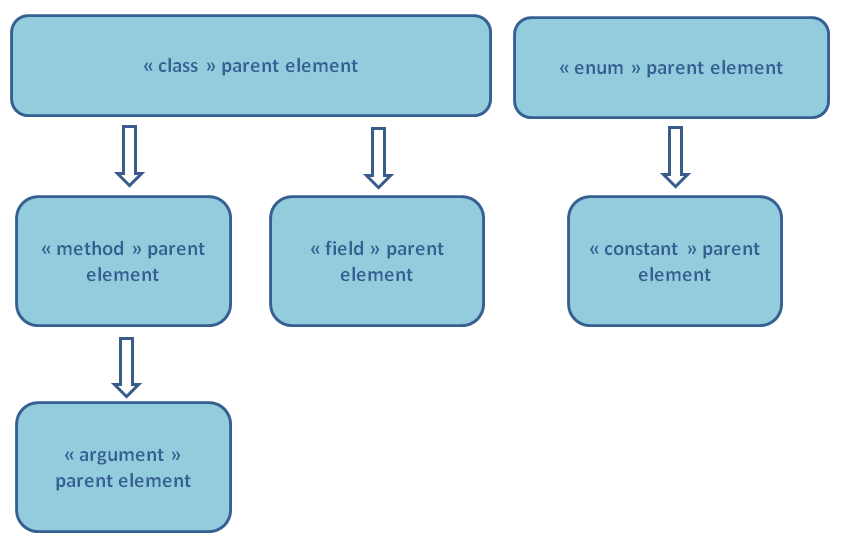 « class » parent element
« enum » parent element
« method » parent
element
« field » parent
element
« constant » parent
element
« argument »
parent element